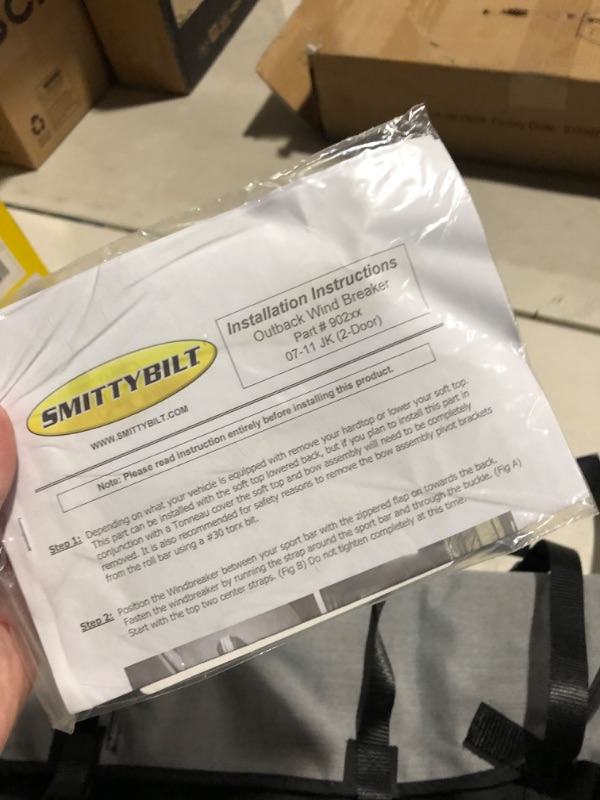 Installation Instructions
Outback Wind Breaker
Part # 902xx
07-11 JK (2-Door)
SMITTYBILT
WWW.SMITTYBILT.COM
Note: Please read instruction entirely before installing this product.
Step 1: Depending on what your vehicle is equipped with remove your hardtop or lower your soft top.
This part can be installed with the soft top lowered back, but if you plan to install this part in
conjunction with a Tonneau cover the soft top and bow assembly will need to be completely
removed. It is also recommended for safety reasons to remove the bow assembly pivot brackets
from the roll bar using a #30 torx bit.
Step 2: Position the Windbreaker between your sport bar with the zippered flap on towards the back.
Fasten the windbreaker by running the strap around the sport bar and through the buckle. (Fig A)
Start with the top two center straps. (Fig B) Do not tighten completely at this time.